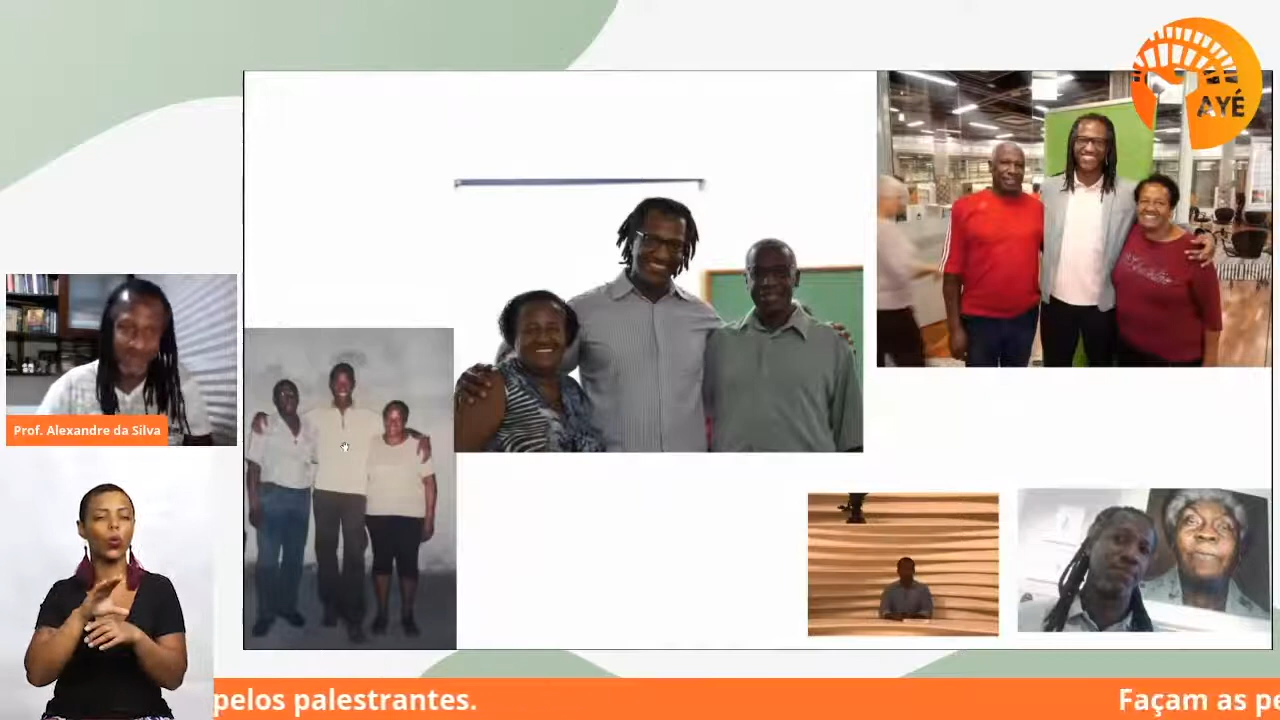 AYÉ
Prof. Alexandre da Silva
pelos palestrantes.
Façam as pe